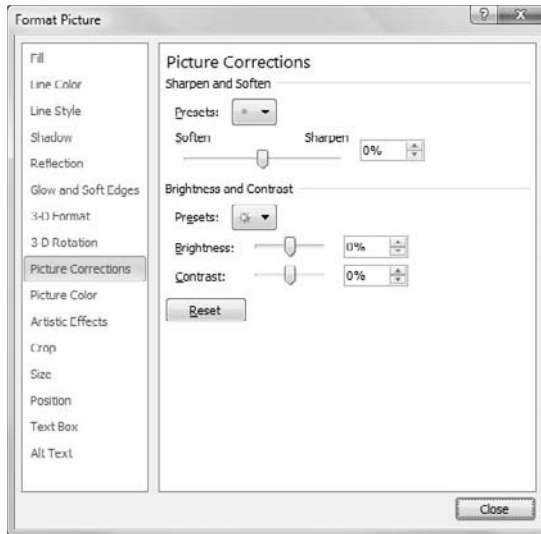 Format Picture
Fill
Line Color
Line Style
Shadow
Reflection
Glow and Soft Edges
3-D Format
3-D Rotation
Picture Corrections
Picture Color
Artistic Effects
Crop
Size
Position
Text Box
Alt Text
Picture Corrections
Sharpen and Soften
Presets:
Soften Sharpen
0%
Brightness and Contrast
Presets:
Brightness: 0%
Contrast: 0%
Reset
Close